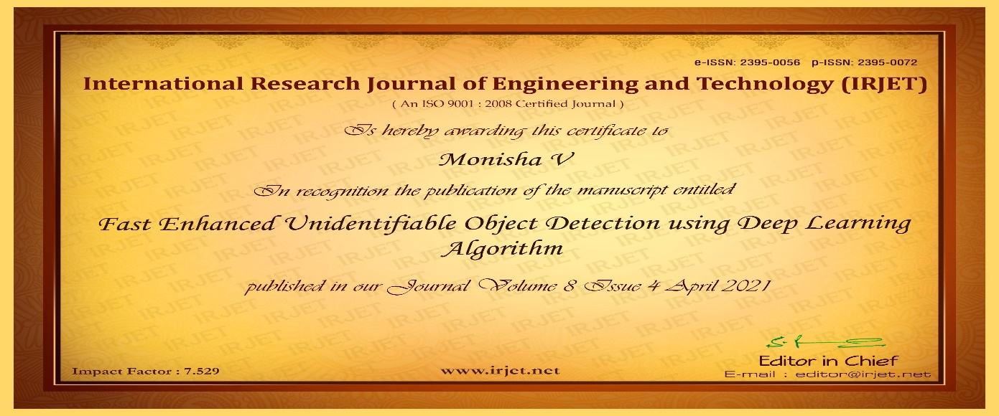 e-ISSN: 2395-0056 p-ISSN: 2395-0072
International Research Journal of Engineering and Technology (IRJET)
( An ISO 9001 : 2008 Certified Journal )
Is hereby awarding this certificate to
Monisha V
In recognition the publication of the manuscript entitled
Fast Enhanced Unidentifiable Object Detection using Deep Learning
Algorithm
published in our Journal Volume 8 Issue 4 April 2021
Editor in Chief
Impact Factor : 7.529 www.irjet.net E-mail : editor@irjet.net